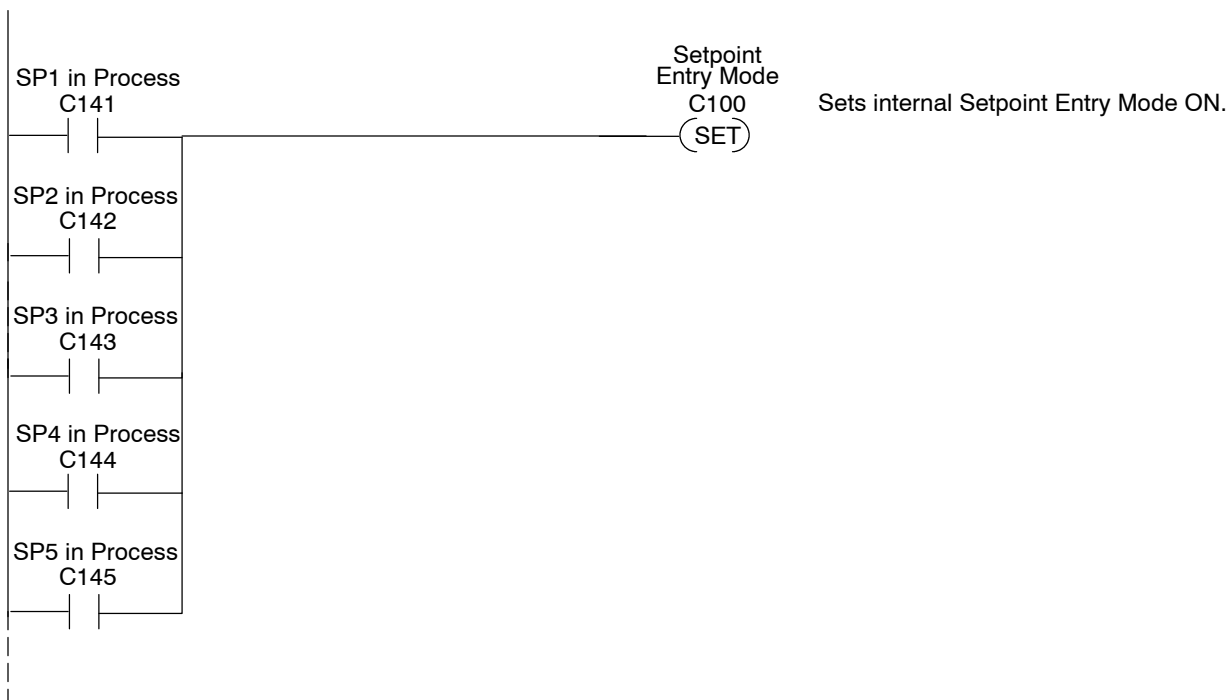 Setpoint
Entry Mode
C100
(SET)
Sets internal Setpoint Entry Mode ON.
SP1 in Process
C141
SP2 in Process
C142
SP3 in Process
C143
SP4 in Process
C144
SP5 in Process
C145